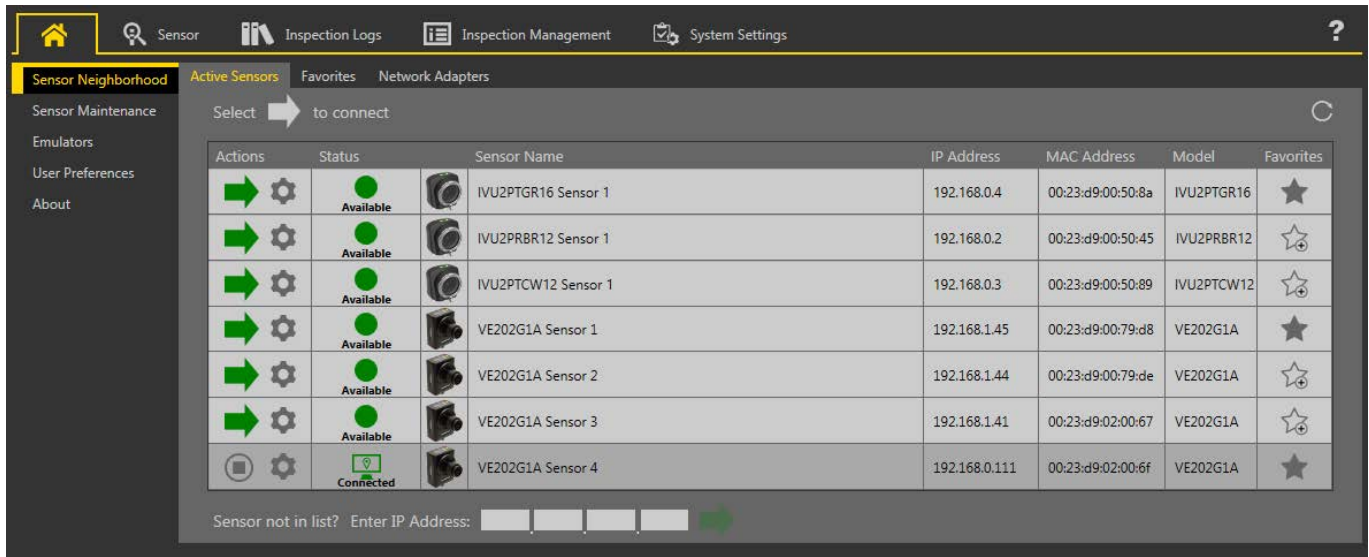 Sensor Inspection Logs Inspection Management System Settings ?
Sensor Neighborhood
Sensor Maintenance
Emulators
User Preferences
About
Active Sensors Favorites Network Adapters
Select to connect
Actions Status Sensor Name IP Address MAC Address Model Favorites
Available IVU2PTGR16 Sensor 1 192.168.0.4 00:23:d9:00:50:8a IVU2PTGR16
Available IVU2PRBR12 Sensor 1 192.168.0.2 00:23:d9:00:50:45 IVU2PRBR12
Available IVU2PTCW12 Sensor 1 192.168.0.3 00:23:d9:00:50:89 IVU2PTCW12
Available VE202G1A Sensor 1 192.168.1.45 00:23:d9:00:79:d8 VE202G1A
Available VE202G1A Sensor 2 192.168.1.44 00:23:d9:00:79:de VE202G1A
Available VE202G1A Sensor 3 192.168.1.41 00:23:d9:02:00:67 VE202G1A
Connected VE202G1A Sensor 4 192.168.0.111 00:23:d9:02:00:6f VE202G1A
Sensor not in list? Enter IP Address: . . .